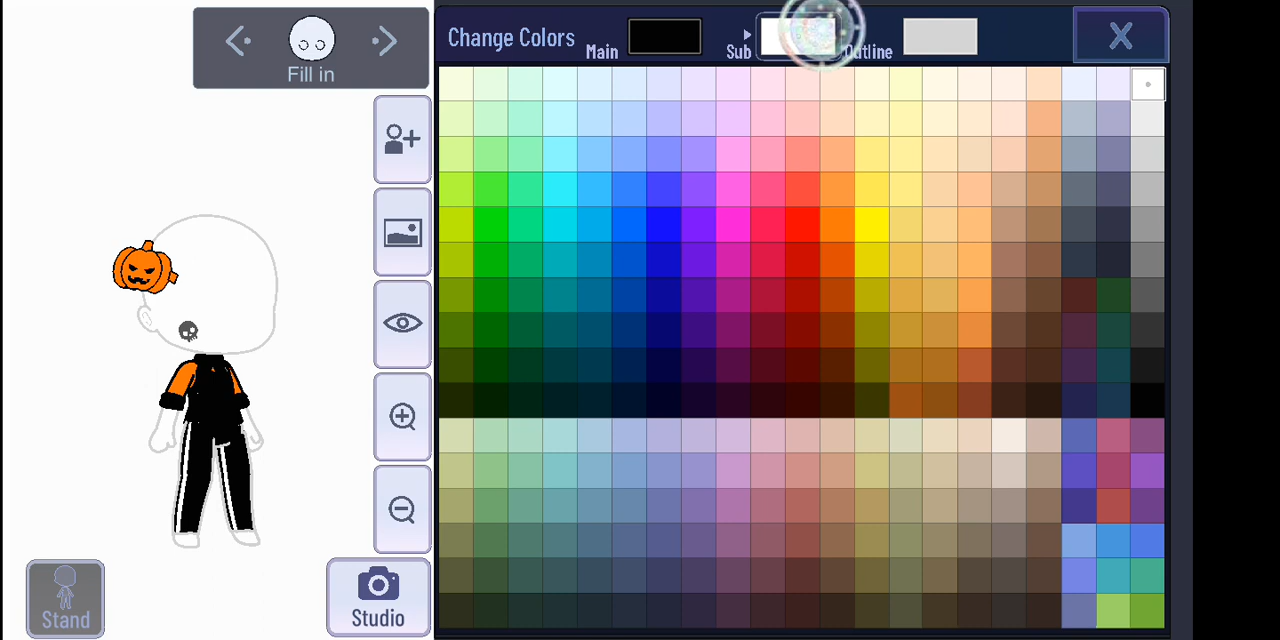 Fill in
Change Colors
Main
Sub
Outline
X
Stand
Studio